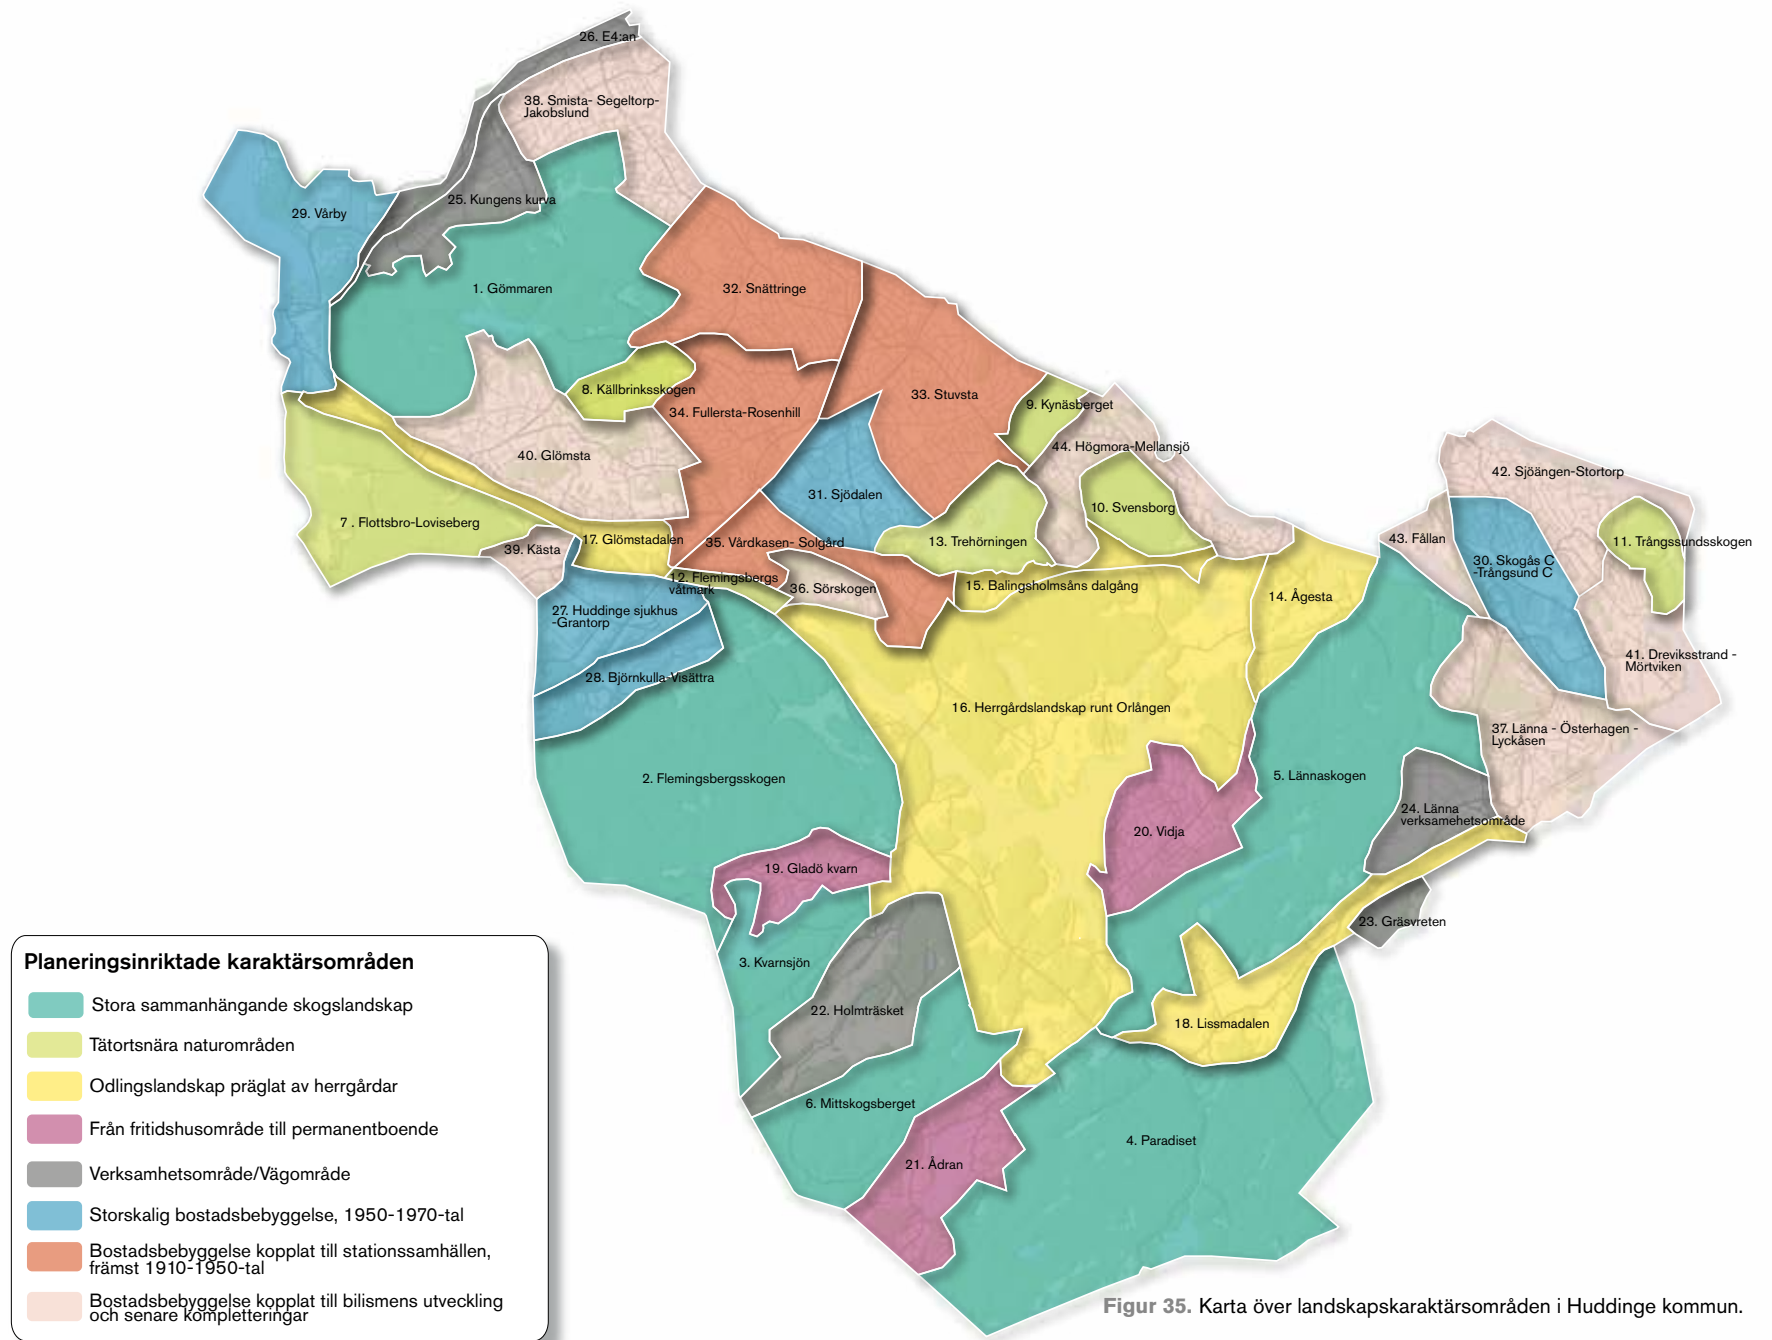 26. E4:an
38. Smista- Segeltorp-
Jakobslund
25. Kungens kurva
29. Vårby
1. Gömmaren
32. Snättringe
8. Källbrinksskogen
34. Fullersta-Rosenhill
33. Stuvsta
9. Kynäsberget
44. Högmora-Mellansjö
40. Glömsta
31. Sjödalen
10. Svensborg
42. Sjöängen-Stortorp
7 . Flottsbro-Loviseberg
17. Glömstadalen
39. Kästa
35. Vårdkasen- Solgård
13. Trehörningen
43. Fållan
11. Trångssundsskogen
30. Skogås C
-Trångsund C
12. Flemingsbergs
våtmark
36. Sörskogen
15. Balingsholmsåns dalgång
14. Ågesta
27. Huddinge sjukhus
-Grantorp
28. Björnkulla-Visättra
41. Dreviksstrand -
Mörtviken
16. Herrgårdslandskap runt Orlången
37. Länna - Österhagen -
Lyckåsen
2. Flemingsbergsskogen
5. Lännaskogen
24. Länna
verksamehetsområde
20. Vidja
19. Gladö kvarn
23. Gräsvreten
3. Kvarnsjön
22. Holmträsket
18. Lissmadalen
6. Mittskogsberget
4. Paradiset
21. Ådran
Planeringsinriktade karaktärsområden
Stora sammanhängande skogslandskap
Tätortsnära naturområden
Odlingslandskap präglat av herrgårdar
Från fritidshusområde till permanentboende
Verksamhetsområde/Vägområde
Storskalig bostadsbebyggelse, 1950-1970-tal
Bostadsbebyggelse kopplat till stationssamhällen,
främst 1910-1950-tal
Bostadsbebyggelse kopplat till bilismens utveckling
och senare kompletteringar
Figur 35. Karta över landskapskaraktärsområden i Huddinge kommun.